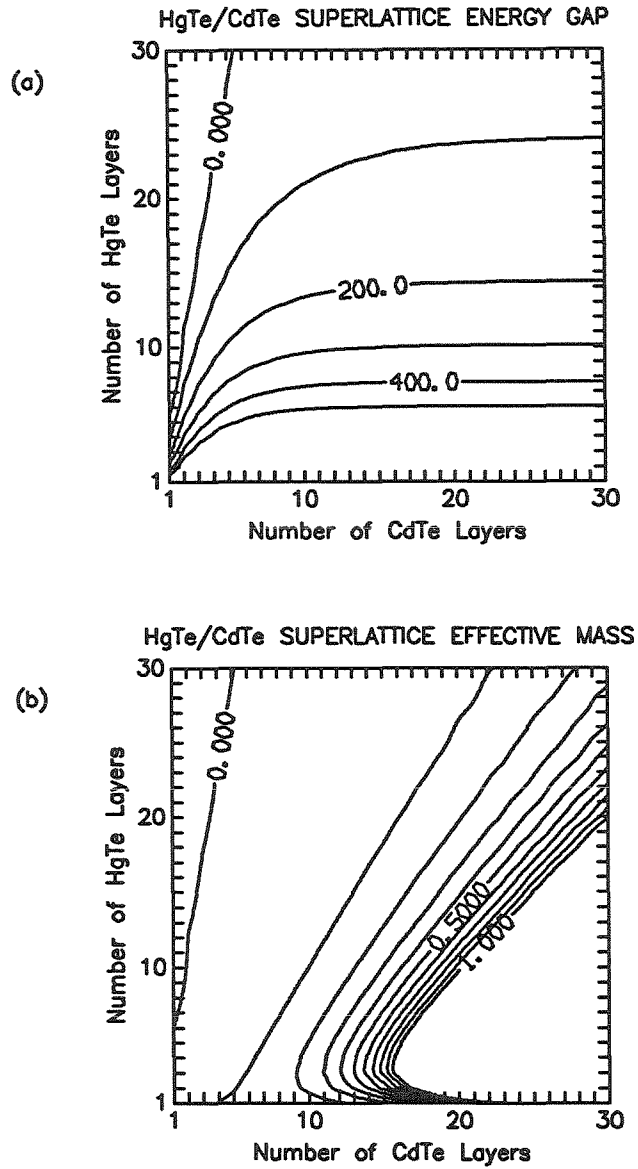 HgTe/CdTe SUPERLATTICE ENERGY GAP
(a)
30
20
10
1
Number of HgTe Layers
0.000
200.0
400.0
1 10 20 30
Number of CdTe Layers
HgTe/CdTe SUPERLATTICE EFFECTIVE MASS
(b)
30
20
10
1
Number of HgTe Layers
0.000
0.5000
1.000
1 10 20 30
Number of CdTe Layers